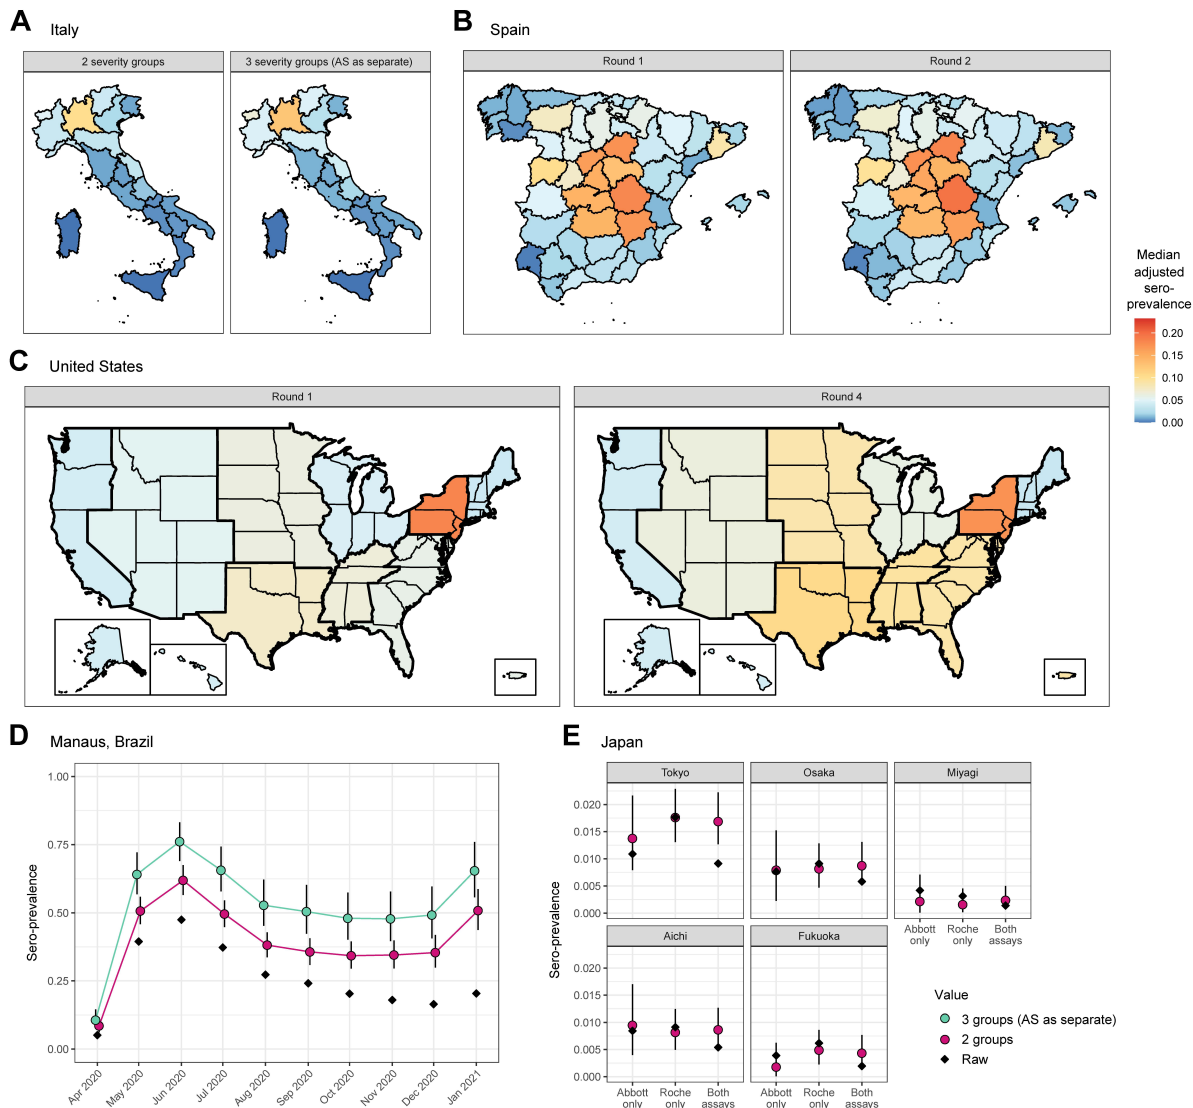 A Italy
B Spain
2 severity groups
3 severity groups (AS as separate)
Round 1
Round 2
Median
adjusted
sero-
prevalence
0.20
0.15
0.10
0.05
0.00
C United States
Round 1
Round 4
D Manaus, Brazil
Sero-prevalence
1.00
0.75
0.50
0.25
0.00
Apr 2020
May 2020
Jun 2020
Jul 2020
Aug 2020
Sep 2020
Oct 2020
Nov 2020
Dec 2020
Jan 2021
E Japan
Sero-prevalence
Tokyo
Osaka
Miyagi
0.020
0.015
0.010
0.005
0.000
Abbott only
Roche only
Both assays
Aichi
Fukuoka
0.020
0.015
0.010
0.005
0.000
Abbott only
Roche only
Both assays
Abbott only
Roche only
Both assays
Value
3 groups (AS as separate)
2 groups
Raw